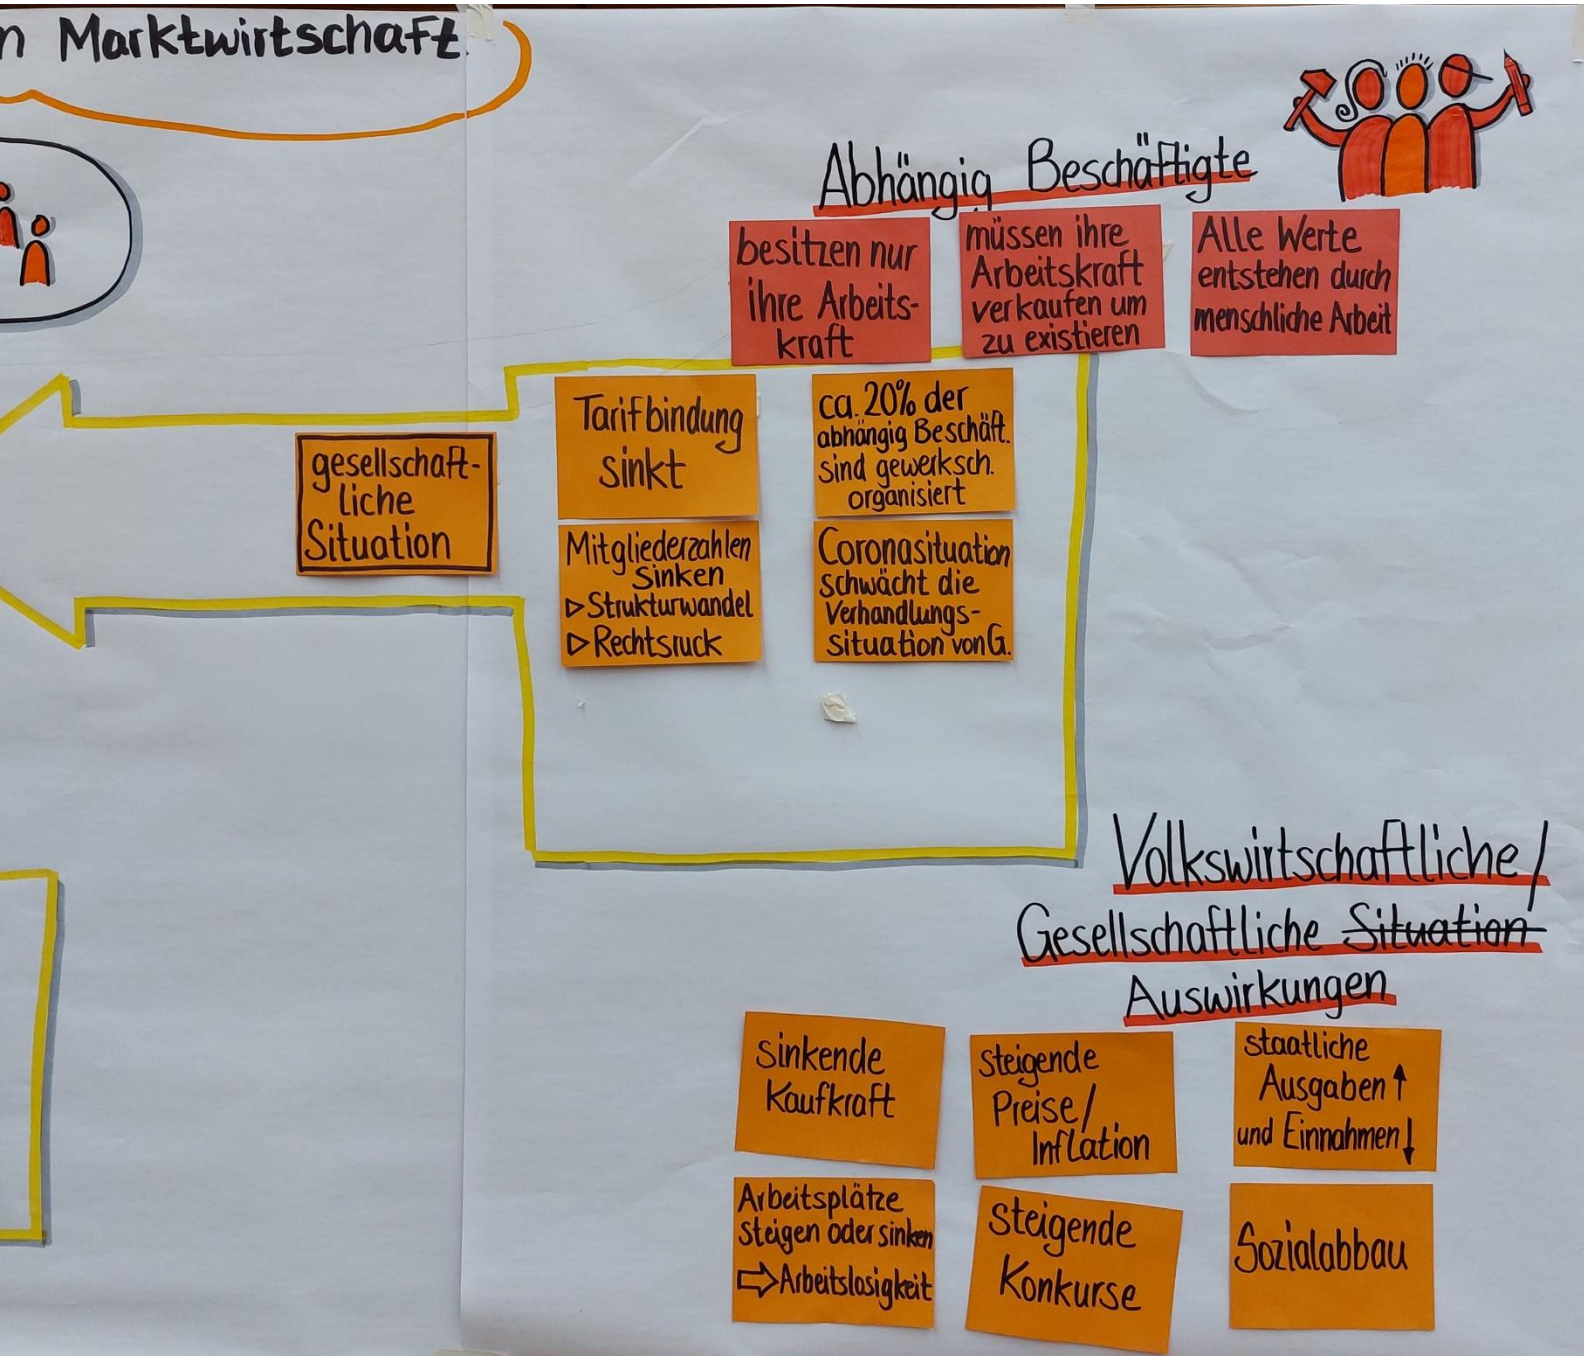 n Marktwirtschaft
Abhängig Beschäftigte
besitzen nur
ihre Arbeits-
kraft
müssen ihre
Arbeitskraft
verkaufen um
zu existieren
Alle Werte
entstehen durch
menschliche Arbeit
gesellschaft-
liche
Situation
Tarifbindung
sinkt
ca. 20% der
abhängig Beschäft.
sind gewerksch.
organisiert
Mitgliederzahlen
sinken
▷ Strukturwandel
▷ Rechtsruck
Coronasituation
schwächt die
Verhandlungs-
situation von G.
Volkswirtschaftliche/
Gesellschaftliche Situation
Auswirkungen
sinkende
Kaufkraft
steigende
Preise/
Inflation
staatliche
Ausgaben ↑
und Einnahmen ↓
Arbeitsplätze
steigen oder sinken
⇨ Arbeitslosigkeit
steigende
Konkurse
Sozialabbau